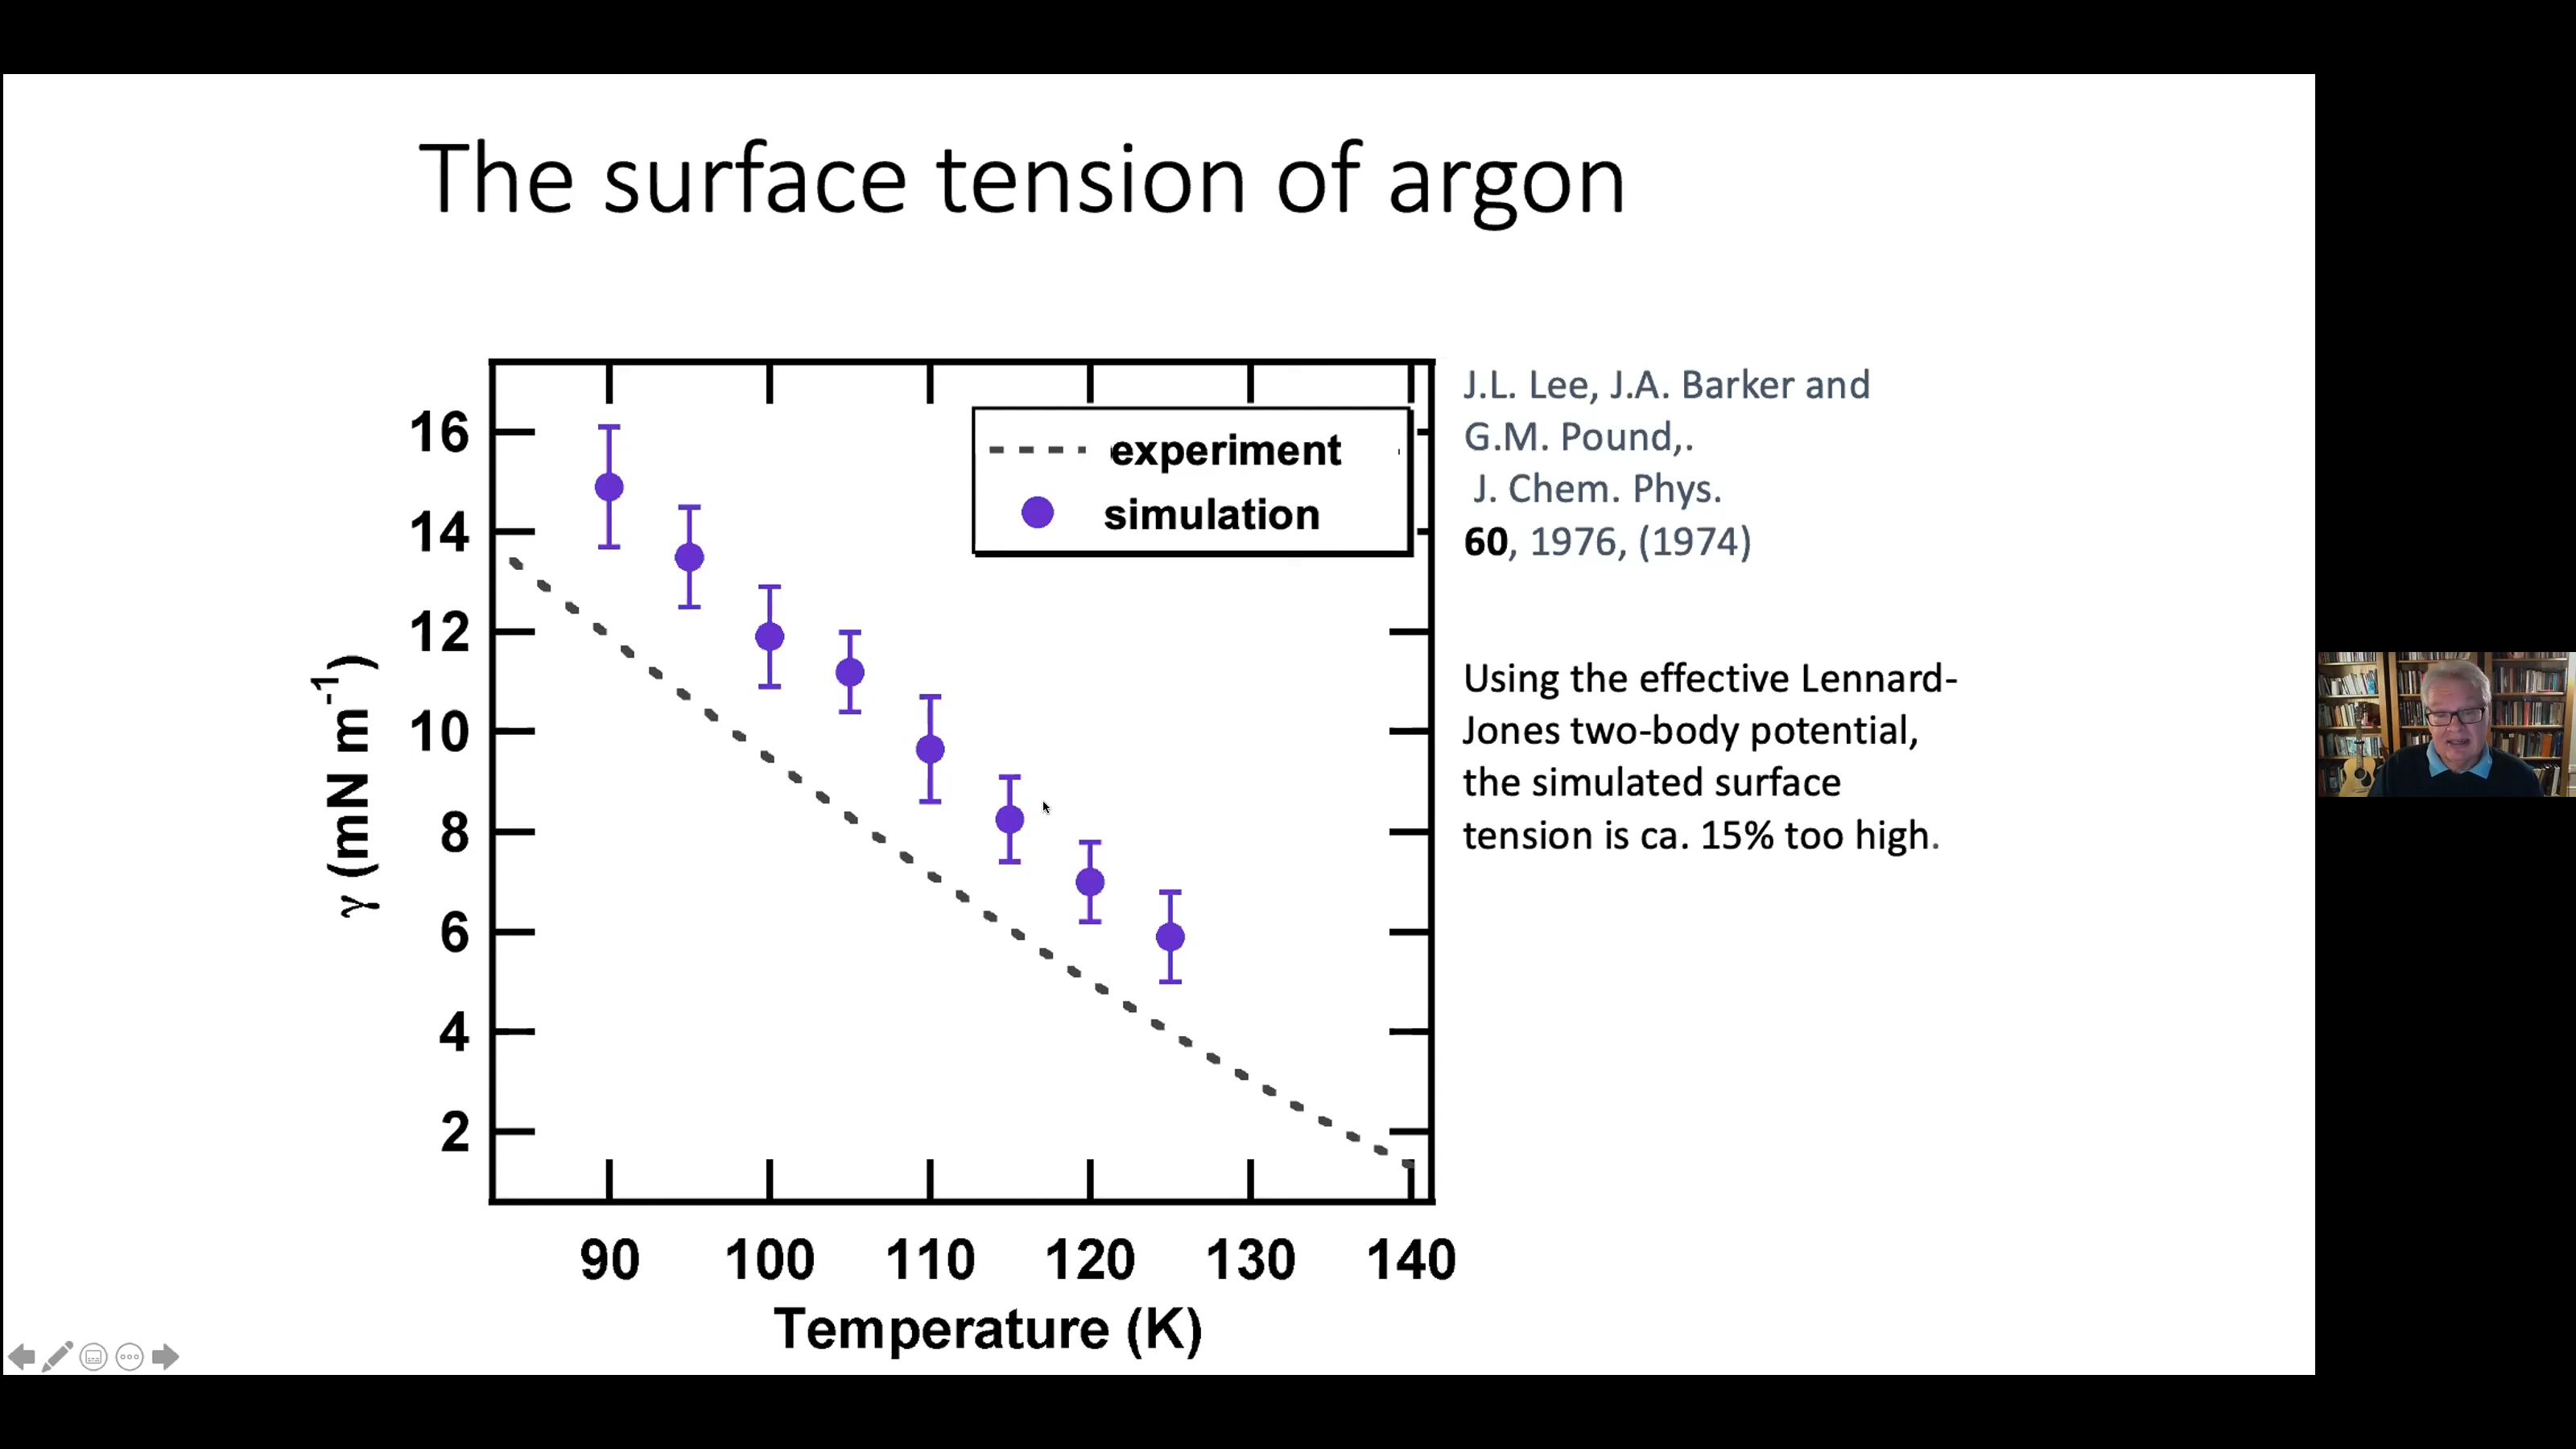 The surface tension of argon
16
14
12
10
8
6
4
2
γ (mN m-1)
experiment
simulation
90 100 110 120 130 140
Temperature (K)
J.L. Lee, J.A. Barker and
G.M. Pound,.
J. Chem. Phys.
60, 1976, (1974)
Using the effective Lennard-
Jones two-body potential,
the simulated surface
tension is ca. 15% too high.